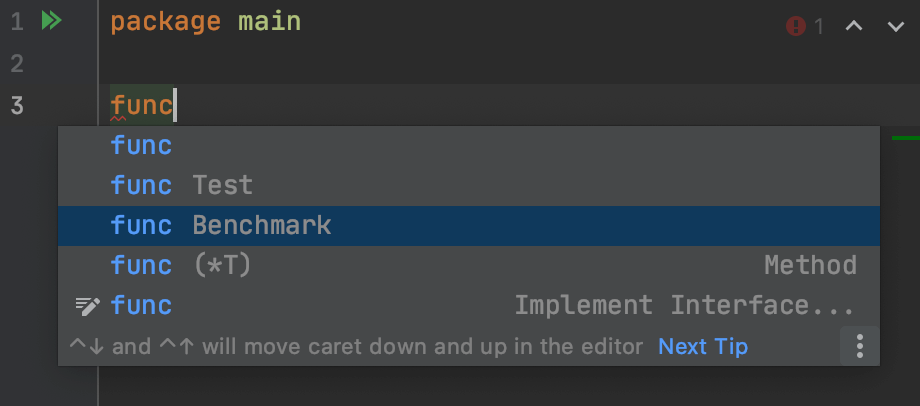 1 package main 1
2
3 func
func
func Test
func Benchmark
func (*T) Method
func Implement Interface...
^↓ and ^↑ will move caret down and up in the editor Next Tip